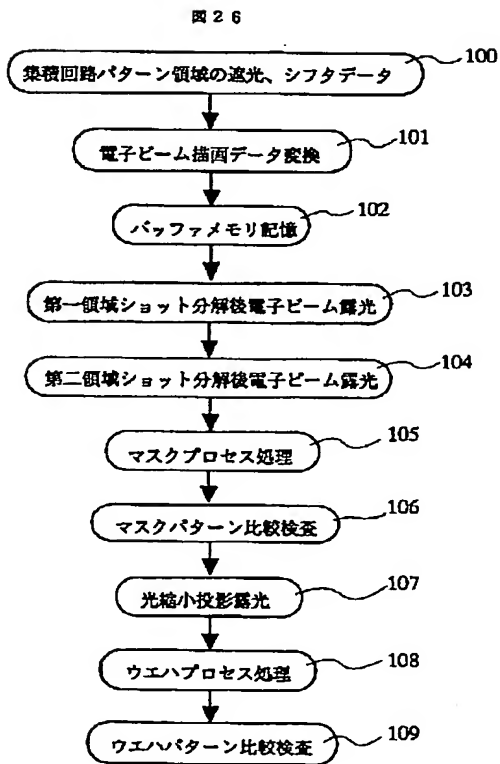 図26
集積回路パターン領域の遮光、シフタデータ
100
電子ビーム描画データ変換
101
バッファメモリ記憶
102
第一領域ショット分解後電子ビーム露光
103
第二領域ショット分解後電子ビーム露光
104
マスクプロセス処理
105
マスクパターン比較検査
106
光縮小投影露光
107
ウエハプロセス処理
108
ウエハパターン比較検査
109